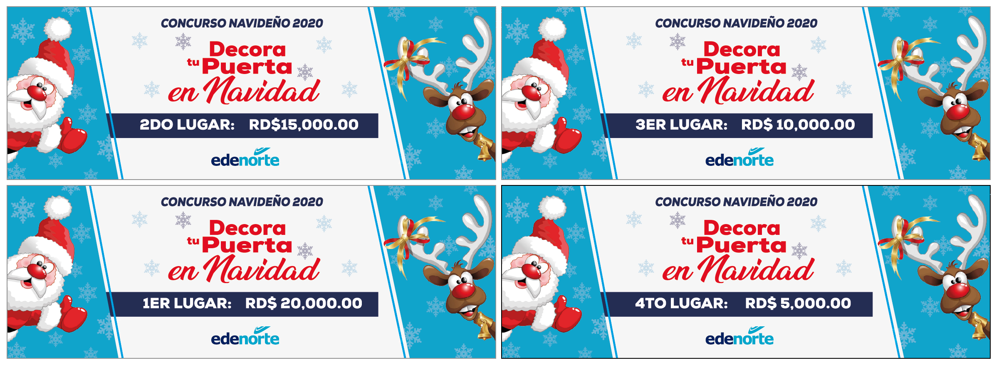 CONCURSO NAVIDEÑO 2020
Decora
tu Puerta
en Navidad
2DO LUGAR: RD$15,000.00
edenorte
CONCURSO NAVIDEÑO 2020
Decora
tu Puerta
en Navidad
3ER LUGAR: RD$ 10,000.00
edenorte
CONCURSO NAVIDEÑO 2020
Decora
tu Puerta
en Navidad
1ER LUGAR: RD$ 20,000.00
edenorte
CONCURSO NAVIDEÑO 2020
Decora
tu Puerta
en Navidad
4TO LUGAR: RD$ 5,000.00
edenorte